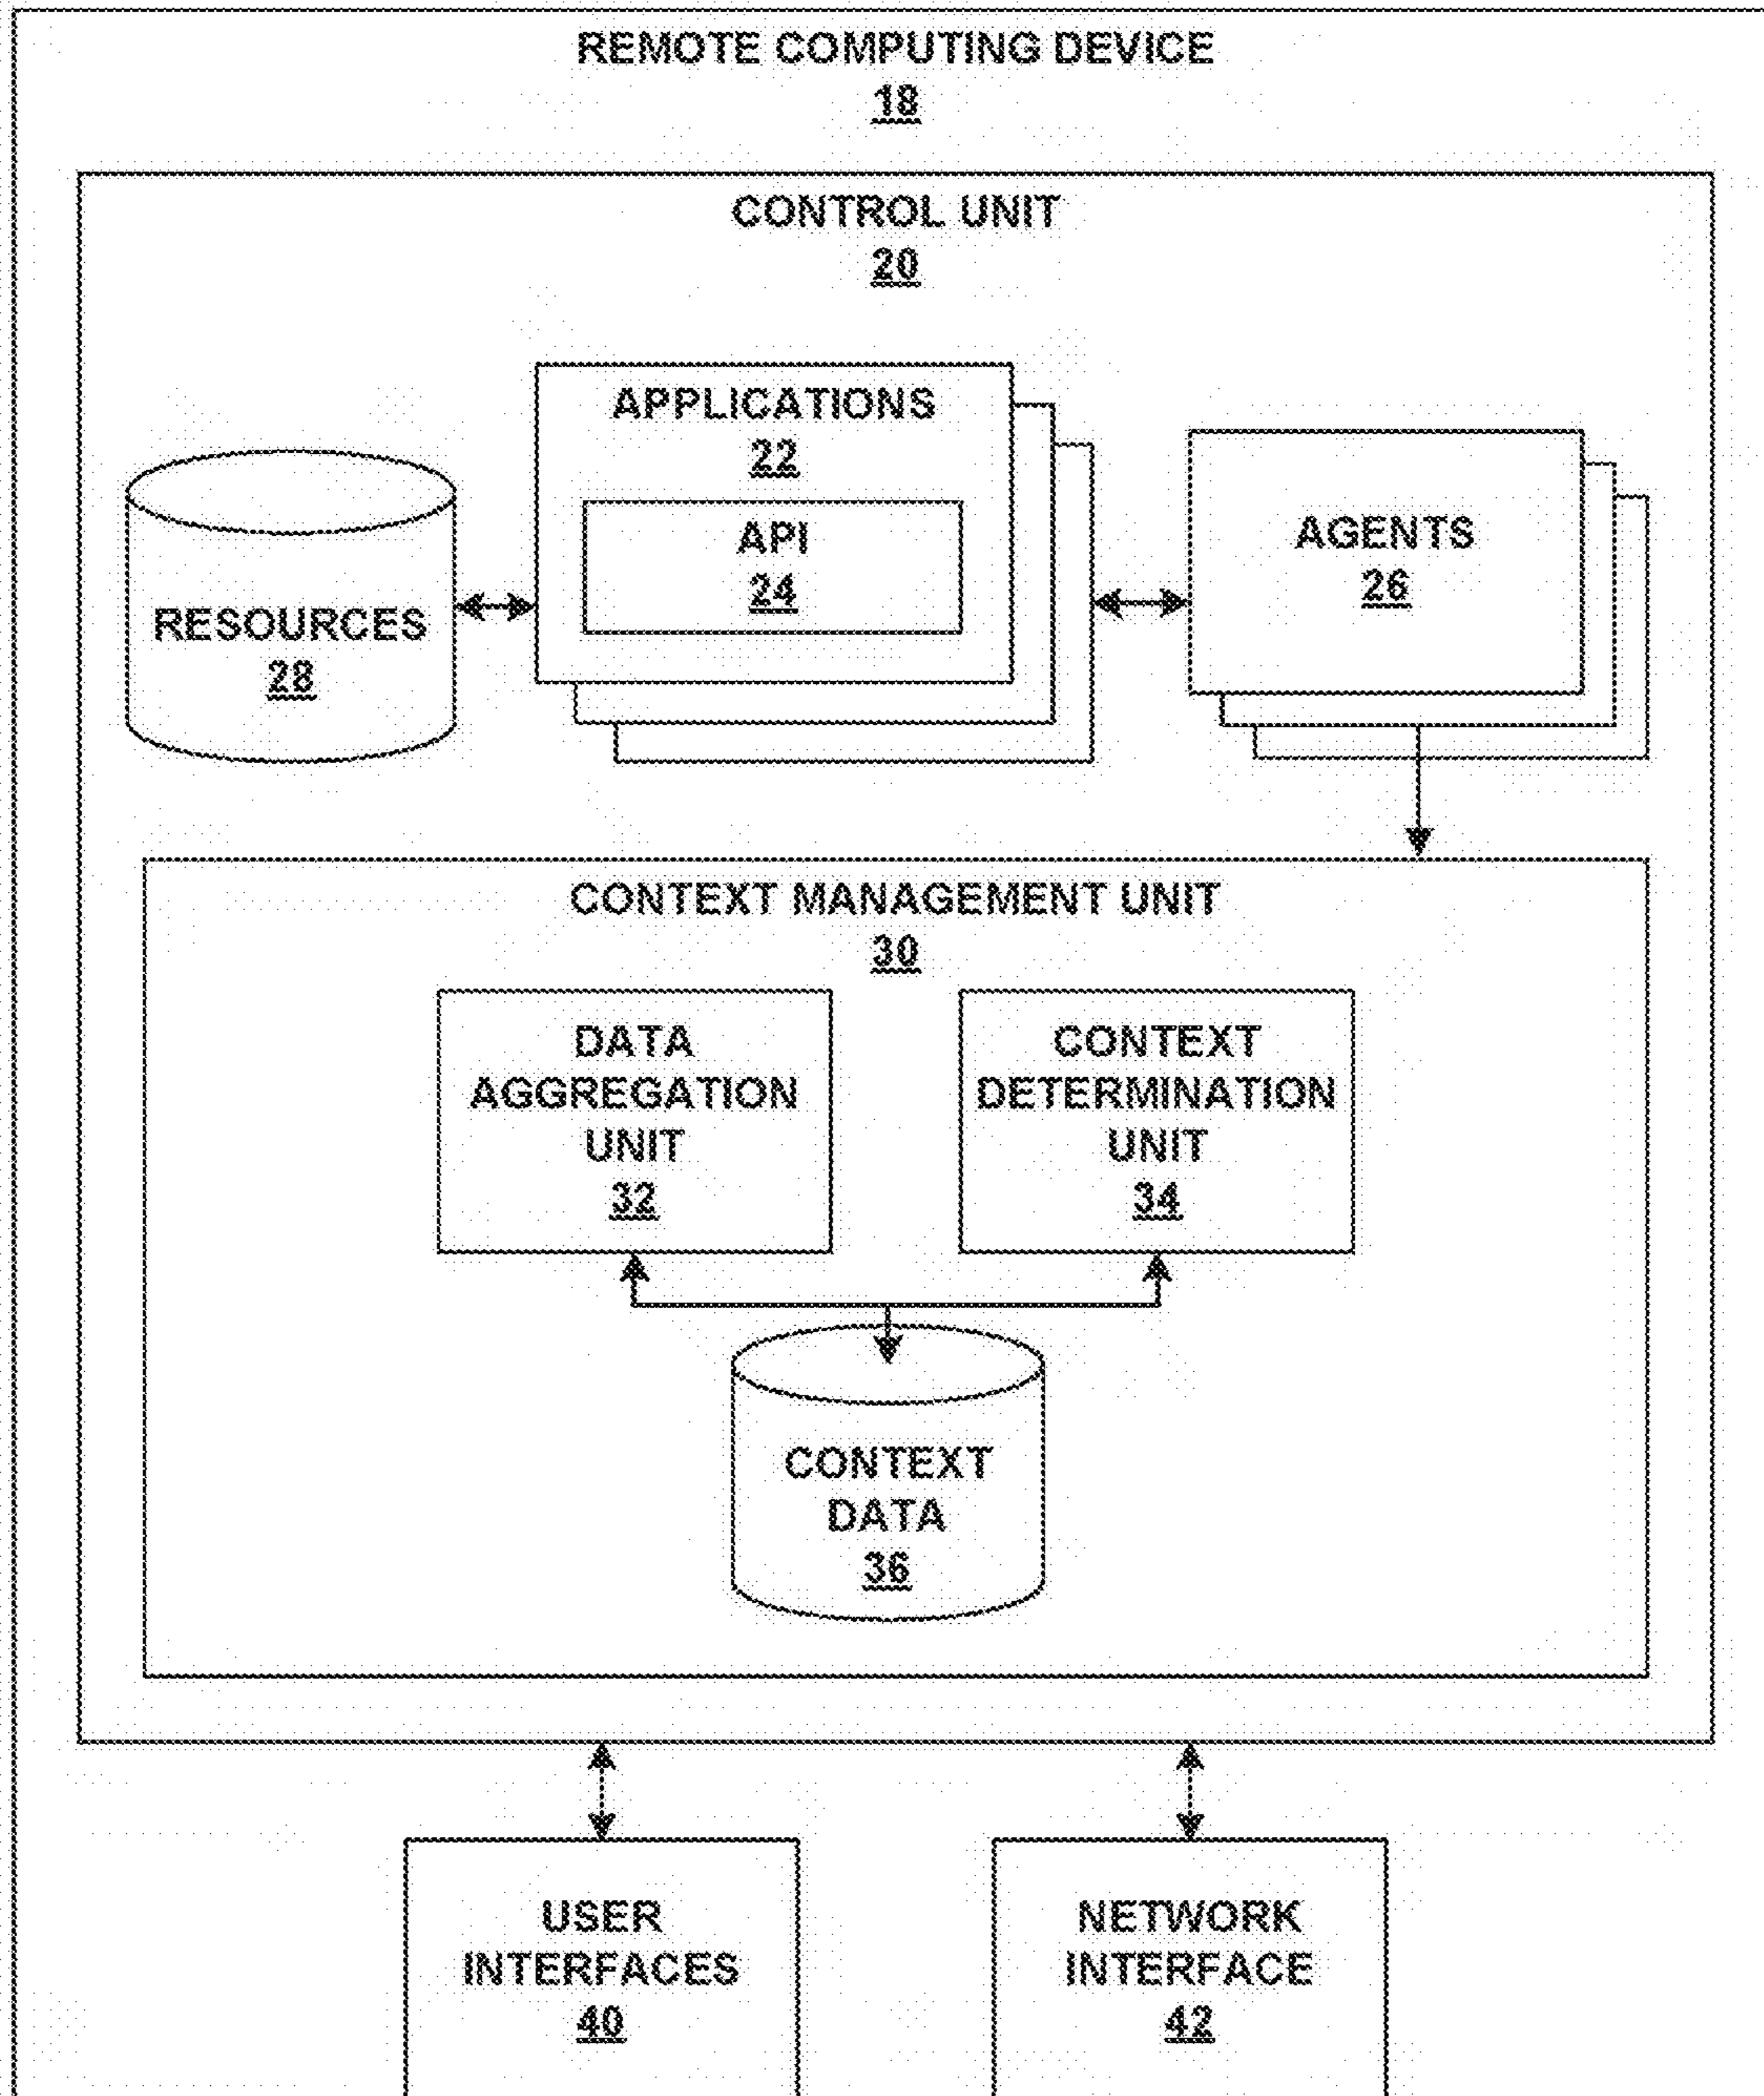 REMOTE COMPUTING DEVICE
18
CONTROL UNIT
20
APPLICATIONS
22
API
24
AGENTS
26
RESOURCES
28
CONTEXT MANAGEMENT UNIT
30
DATA
AGGREGATION
UNIT
32
CONTEXT
DETERMINATION
UNIT
34
CONTEXT
DATA
36
USER
INTERFACES
40
NETWORK
INTERFACE
42